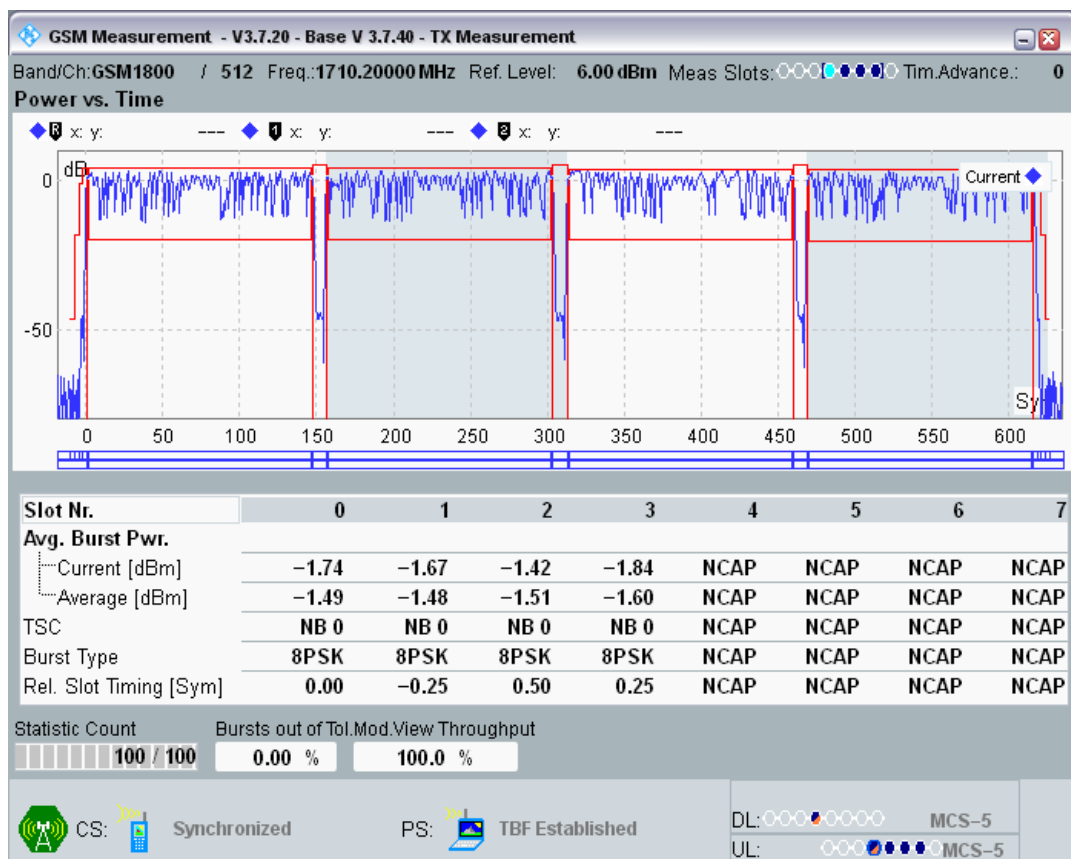 GSM Measurement - V3.7.20 - Base V 3.7.40 - TX Measurement
Band/Ch:GSM1800 / 512 Freq.:1710.20000 MHz Ref. Level: 6.00 dBm Meas Slots: Tim.Advance.: 0
Power vs. Time
R x: y: --- 1 x: y: --- 2 x: y: ---
dB
Current
0
-50
Sy
0 50 100 150 200 250 300 350 400 450 500 550 600
Slot Nr. 0 1 2 3 4 5 6 7
Avg. Burst Pwr.
Current [dBm] −1.74 −1.67 −1.42 −1.84 NCAP NCAP NCAP NCAP
Average [dBm] −1.49 −1.48 −1.51 −1.60 NCAP NCAP NCAP NCAP
TSC NB 0 NB 0 NB 0 NB 0 NCAP NCAP NCAP NCAP
Burst Type 8PSK 8PSK 8PSK 8PSK NCAP NCAP NCAP NCAP
Rel. Slot Timing [Sym] 0.00 −0.25 0.50 0.25 NCAP NCAP NCAP NCAP
Statistic Count Bursts out of Tol. Mod.View Throughput
100 / 100 0.00 % 100.0 %
CS: Synchronized PS: TBF Established
DL: MCS−5
UL: MCS−5